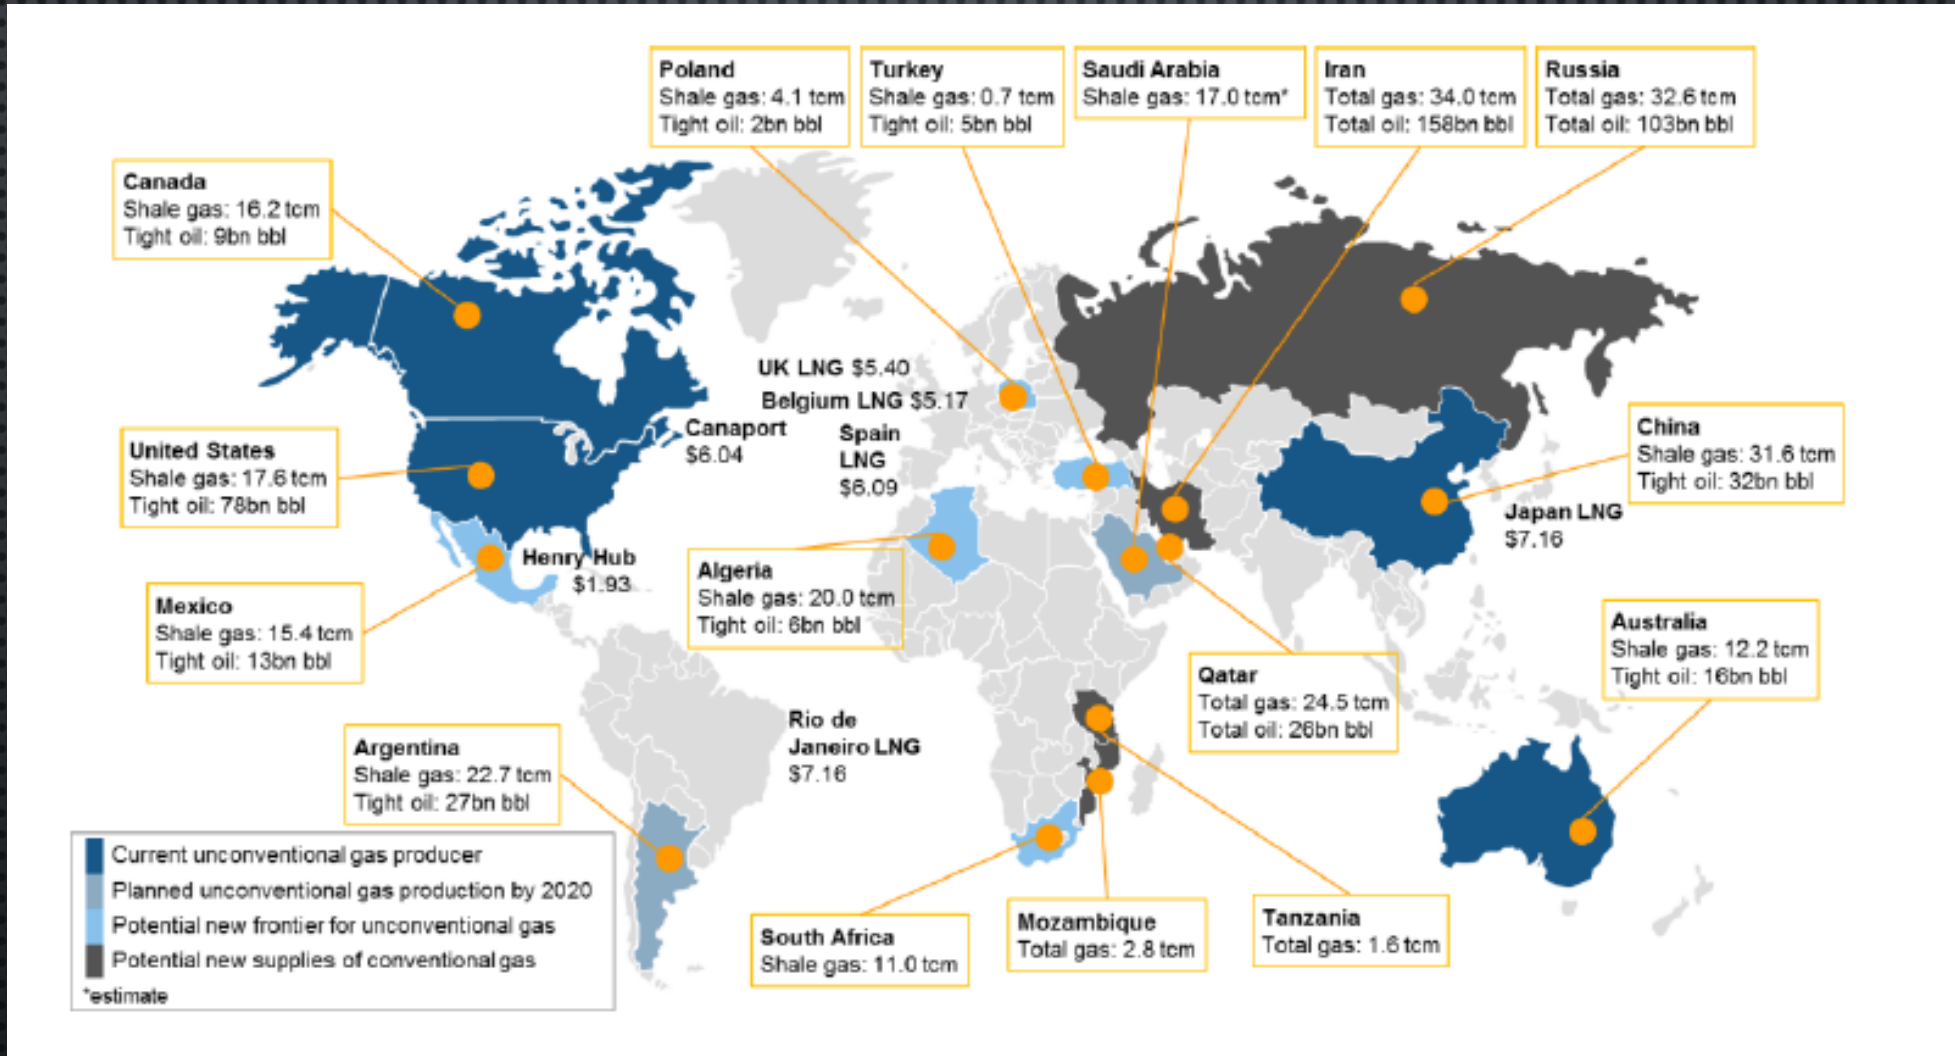 Poland
Shale gas: 4.1 tcm
Tight oil: 2bn bbl
Turkey
Shale gas: 0.7 tcm
Tight oil: 5bn bbl
Saudi Arabia
Shale gas: 17.0 tcm*
Iran
Total gas: 34.0 tcm
Total oil: 158bn bbl
Russia
Total gas: 32.6 tcm
Total oil: 103bn bbl
Canada
Shale gas: 16.2 tcm
Tight oil: 9bn bbl
UK LNG $5.40
Belgium LNG $5.17
Canaport
$6.04
Spain
LNG
$6.09
United States
Shale gas: 17.6 tcm
Tight oil: 78bn bbl
China
Shale gas: 31.6 tcm
Tight oil: 32bn bbl
Japan LNG
$7.16
Henry Hub
$1.93
Algeria
Shale gas: 20.0 tcm
Tight oil: 6bn bbl
Mexico
Shale gas: 15.4 tcm
Tight oil: 13bn bbl
Australia
Shale gas: 12.2 tcm
Tight oil: 16bn bbl
Qatar
Total gas: 24.5 tcm
Total oil: 26bn bbl
Rio de
Janeiro LNG
$7.16
Argentina
Shale gas: 22.7 tcm
Tight oil: 27bn bbl
Current unconventional gas producer
Planned unconventional gas production by 2020
Potential new frontier for unconventional gas
Potential new supplies of conventional gas
*estimate
South Africa
Shale gas: 11.0 tcm
Mozambique
Total gas: 2.8 tcm
Tanzania
Total gas: 1.6 tcm